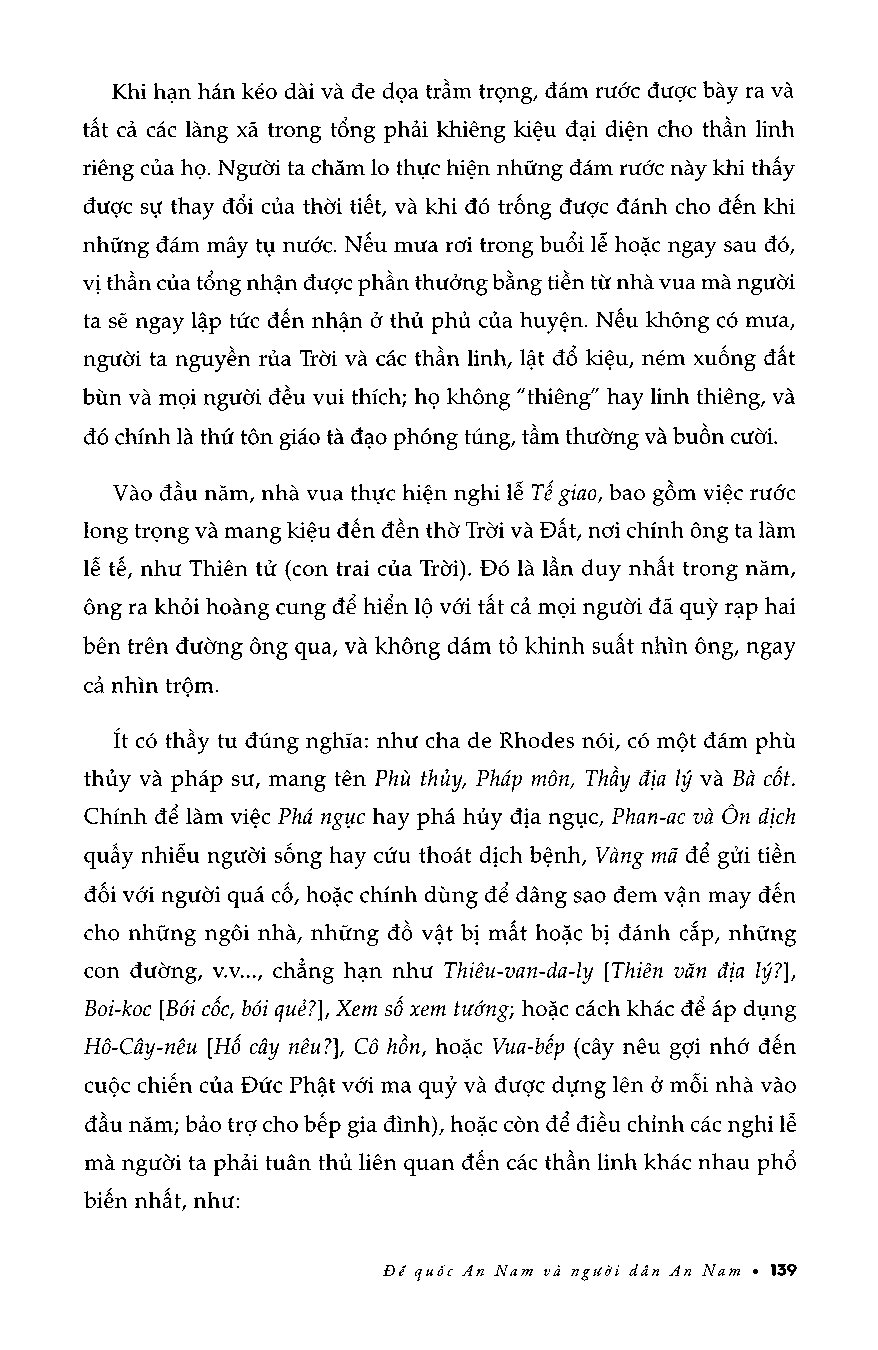 Khi hạn hán kéo dài và đe dọa trầm trọng, đám rước được bày ra và
tất cả các làng xã trong tổng phải khiêng kiệu đại diện cho thần linh
riêng của họ. Người ta chăm lo thực hiện những đám rước này khi thấy
được sự thay đổi của thời tiết, và khi đó trống được đánh cho đến khi
những đám mây tụ nước. Nếu mưa rơi trong buổi lễ hoặc ngay sau đó,
vị thần của tổng nhận được phần thưởng bằng tiền từ nhà vua mà người
ta sẽ ngay lập tức đến nhận ở thủ phủ của huyện. Nếu không có mưa,
người ta nguyền rủa Trời và các thần linh, lật đổ kiệu, ném xuống đất
bùn và mọi người đều vui thích; họ không "thiêng" hay linh thiêng, và
đó chính là thứ tôn giáo tà đạo phóng túng, tầm thường và buồn cười.
Vào đầu năm, nhà vua thực hiện nghi lễ Tế giao, bao gồm việc rước
long trọng và mang kiệu đến đền thờ Trời và Đất, nơi chính ông ta làm
lễ tế, như Thiên tử (con trai của Trời). Đó là lần duy nhất trong năm,
ông ra khỏi hoàng cung để hiển lộ với tất cả mọi người đã quỳ rạp hai
bên trên đường ông qua, và không dám tỏ khinh suất nhìn ông, ngay
cả nhìn trộm.
Ít có thầy tu đúng nghĩa: như cha de Rhodes nói, có một đám phù
thủy và pháp sư, mang tên Phù thủy, Pháp môn, Thầy địa lý và Bà cốt.
Chính để làm việc Phá ngục hay phá hủy địa ngục, Phan-ac và Ôn dịch
quấy nhiễu người sống hay cứu thoát dịch bệnh, Vàng mã để gửi tiền
đối với người quá cố, hoặc chính dùng để dâng sao đem vận may đến
cho những ngôi nhà, những đồ vật bị mất hoặc bị đánh cắp, những
con đường, v.v..., chẳng hạn như Thiêu-van-da-ly [Thiên văn địa lý?],
Boi-koc [Bói cốc, bói quẻ?], Xem số xem tướng; hoặc cách khác để áp dụng
Hô-Cây-nêu [Hố cây nêu?], Cô hồn, hoặc Vua-bếp (cây nêu gợi nhớ đến
cuộc chiến của Đức Phật với ma quỷ và được dựng lên ở mỗi nhà vào
đầu năm; bảo trợ cho bếp gia đình), hoặc còn để điều chỉnh các nghi lễ
mà người ta phải tuân thủ liên quan đến các thần linh khác nhau phổ
biến nhất, như:
Đế quốc An Nam và người dân An Nam • 139